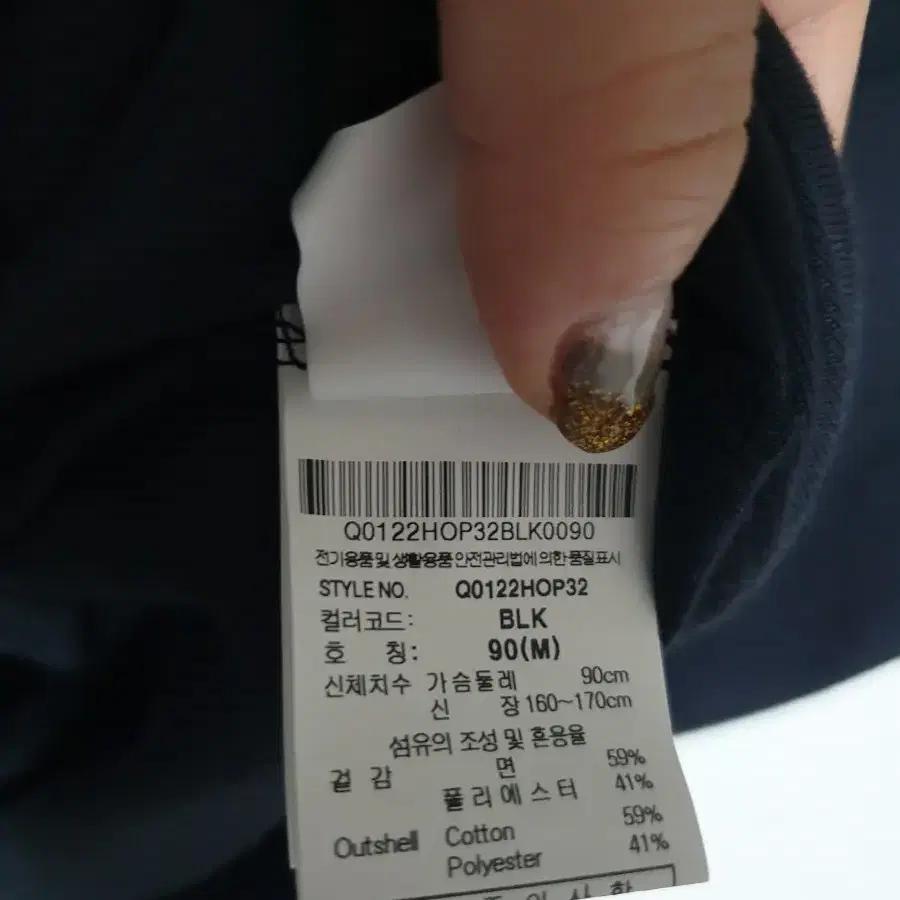 Q0122HOP32BLK0090
전기용품 및 생활용품 안전관리법에 의한 품질표시
STYLE NO. Q0122HOP32
컬러코드: BLK
호 칭: 90(M)
신체치수 가슴둘레 90cm
신 장 160~170cm
섬유의 조성 및 혼용율
겉 감 면 59%
폴리에스터 41%
Outshell Cotton 59%
Polyester 41%